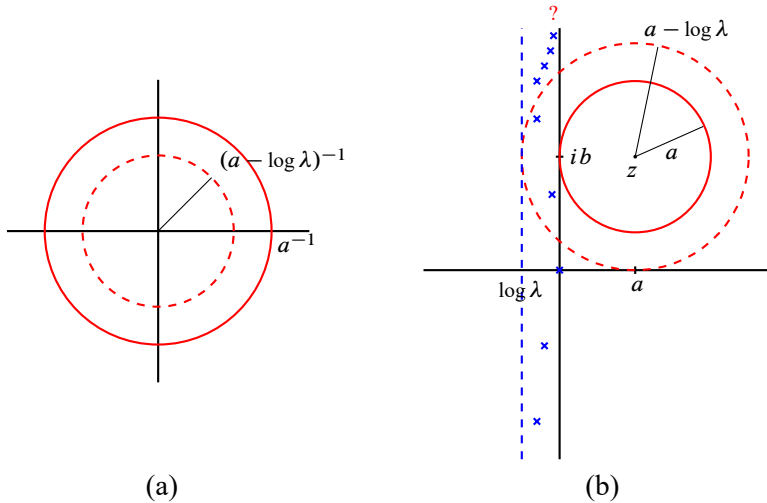 (a − log λ)⁻¹
a⁻¹
(a)
?
a − log λ
ib
z
a
log λ
a
(b)